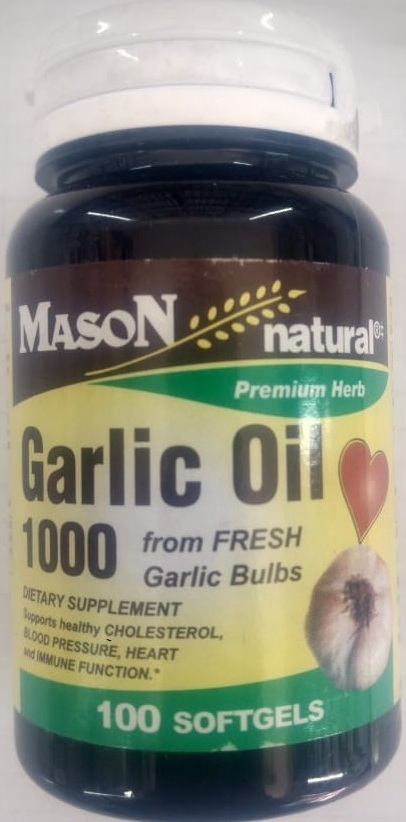 MASON natural®‡
Premium Herb
Garlic Oil
1000 from FRESH
Garlic Bulbs
DIETARY SUPPLEMENT
Supports healthy CHOLESTEROL,
BLOOD PRESSURE, HEART
and IMMUNE FUNCTION.*
100 SOFTGELS